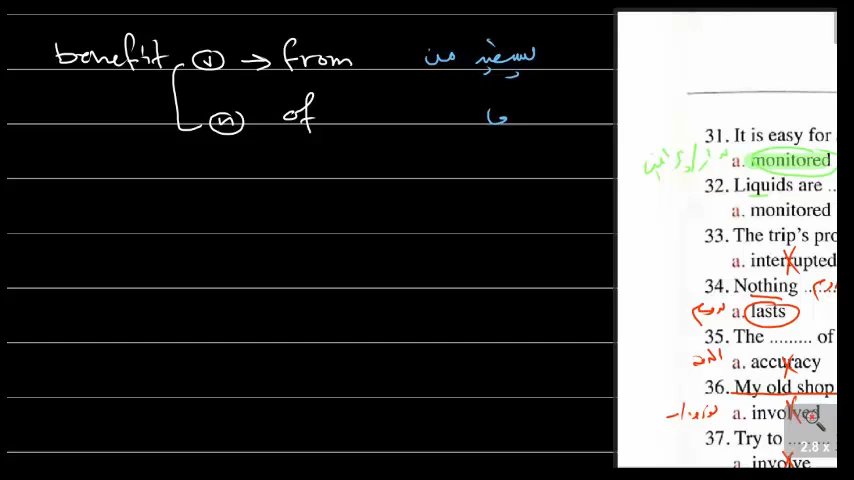 benefit (v) → from يستفيد من
(n) of
31. It is easy for
a. monitored
32. Liquids are ..
a. monitored
33. The trip's pro
a. interrupted
34. Nothing ........ يدوم
a. lasts
35. The ......... of
a. accuracy
36. My old shop
a. involved
37. Try to ......
a. involve
2.8 x